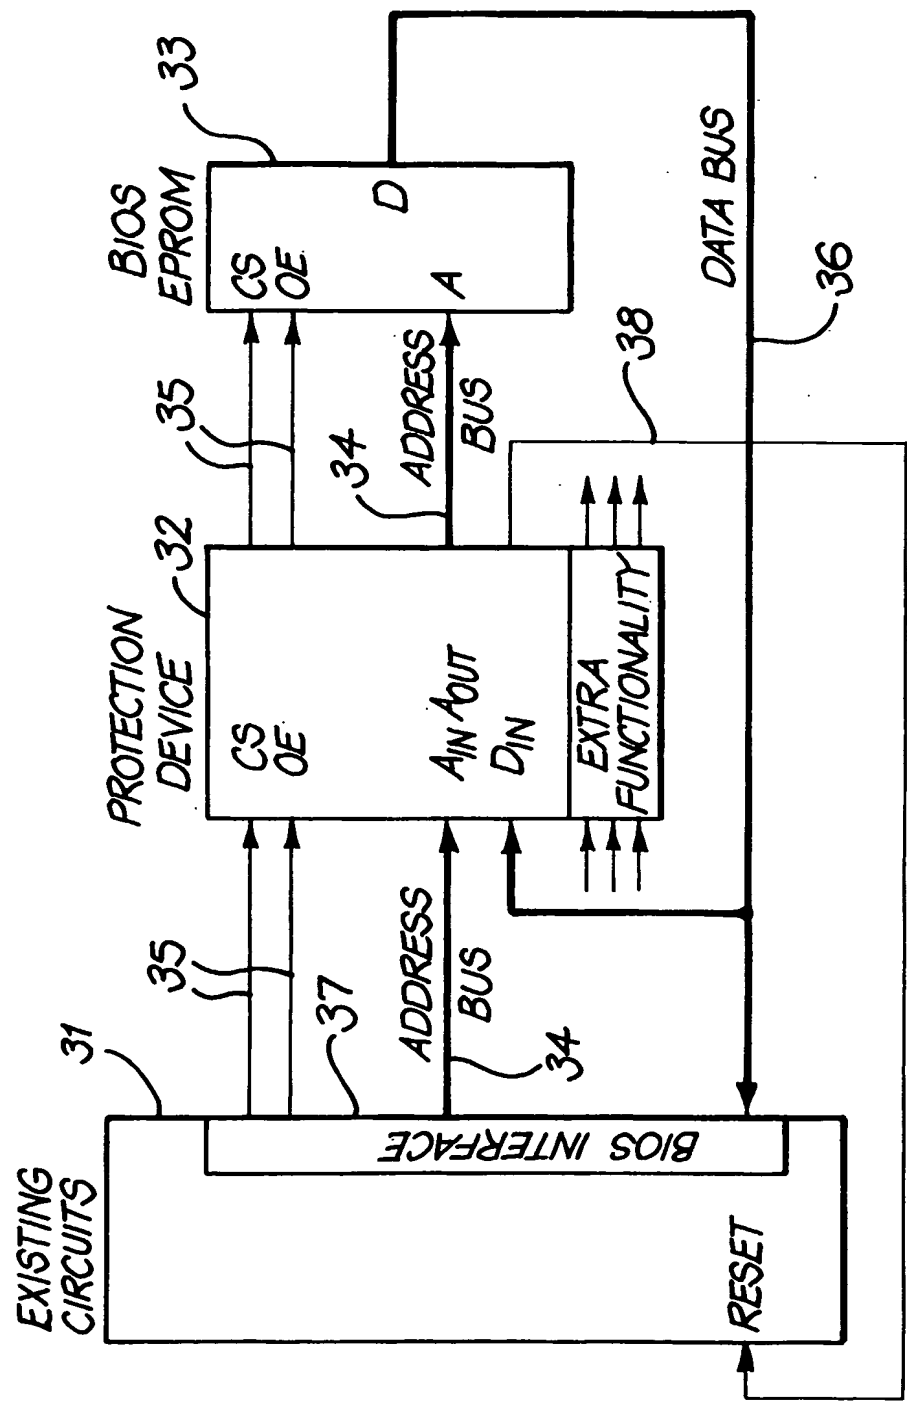 EXISTING
CIRCUITS
31
BIOS INTERFACE
37
RESET
35
ADDRESS
BUS
34
PROTECTION
DEVICE
32
CS
OE
AIN AOUT
DIN
EXTRA
FUNCTIONALITY
35
34
ADDRESS
BUS
38
BIOS
EPROM
33
CS
OE
A
D
DATA BUS
36